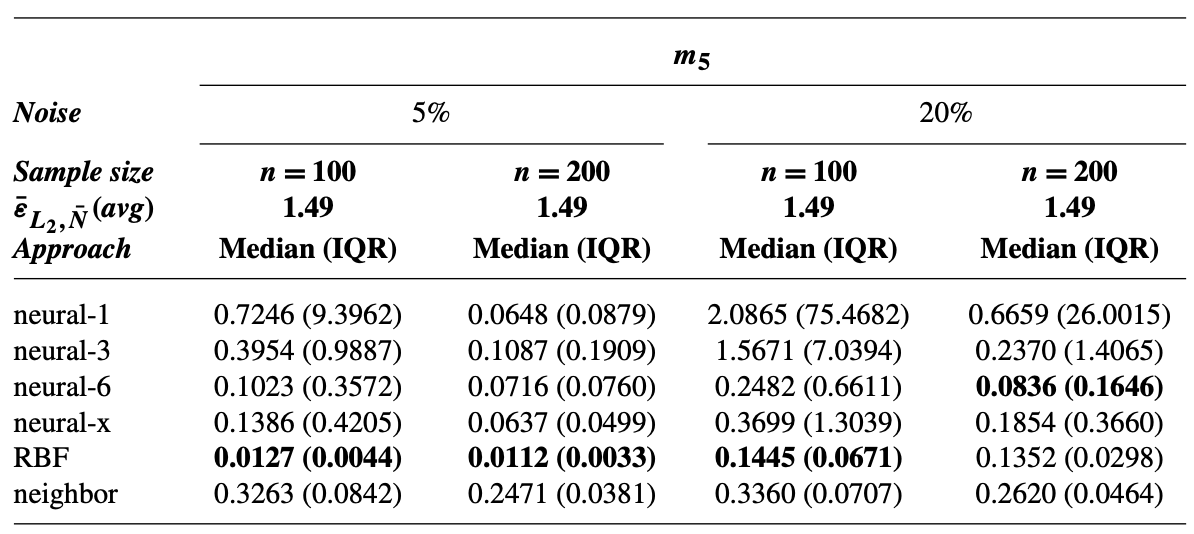 m5
Noise 5% 20%
Sample size n = 100 n = 200 n = 100 n = 200
ε̄_{L2,N̄}(avg) 1.49 1.49 1.49 1.49
Approach Median (IQR) Median (IQR) Median (IQR) Median (IQR)
neural-1 0.7246 (9.3962) 0.0648 (0.0879) 2.0865 (75.4682) 0.6659 (26.0015)
neural-3 0.3954 (0.9887) 0.1087 (0.1909) 1.5671 (7.0394) 0.2370 (1.4065)
neural-6 0.1023 (0.3572) 0.0716 (0.0760) 0.2482 (0.6611) 0.0836 (0.1646)
neural-x 0.1386 (0.4205) 0.0637 (0.0499) 0.3699 (1.3039) 0.1854 (0.3660)
RBF 0.0127 (0.0044) 0.0112 (0.0033) 0.1445 (0.0671) 0.1352 (0.0298)
neighbor 0.3263 (0.0842) 0.2471 (0.0381) 0.3360 (0.0707) 0.2620 (0.0464)